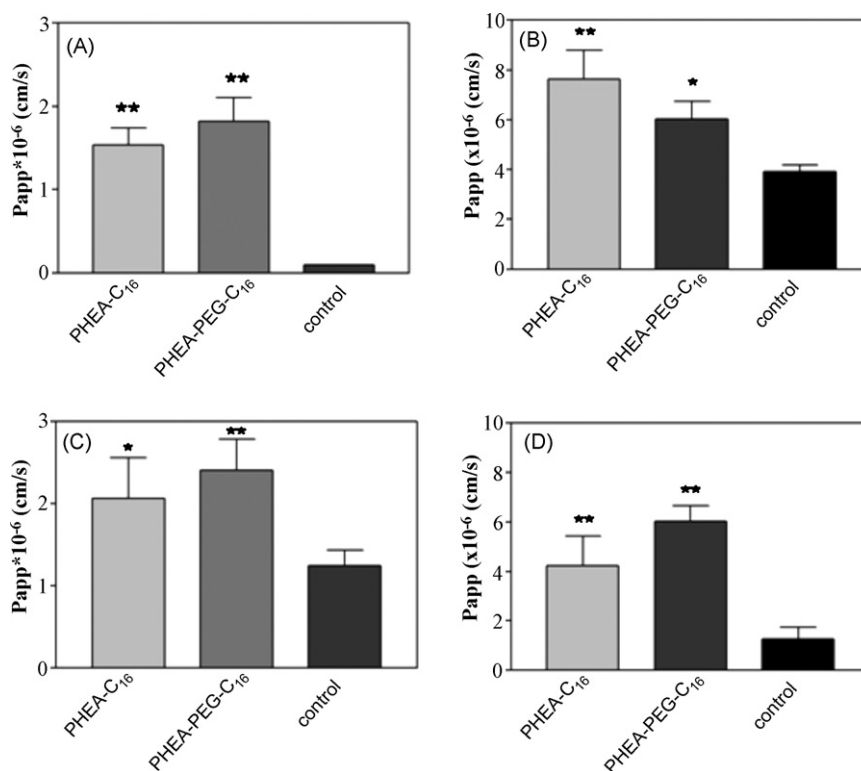 (A)
Papp*10⁻⁶ (cm/s)
3
2
1
0
**
**
PHEA-C₁₆
PHEA-PEG-C₁₆
control
(B)
Papp (x10⁻⁶ (cm/s)
10
8
6
4
2
0
**
*
PHEA-C₁₆
PHEA-PEG-C₁₆
control
(C)
Papp*10⁻⁶ (cm/s)
3
2
1
0
*
**
PHEA-C₁₆
PHEA-PEG-C₁₆
control
(D)
Papp (x10⁻⁶ (cm/s)
10
8
6
4
2
0
**
**
PHEA-C₁₆
PHEA-PEG-C₁₆
control